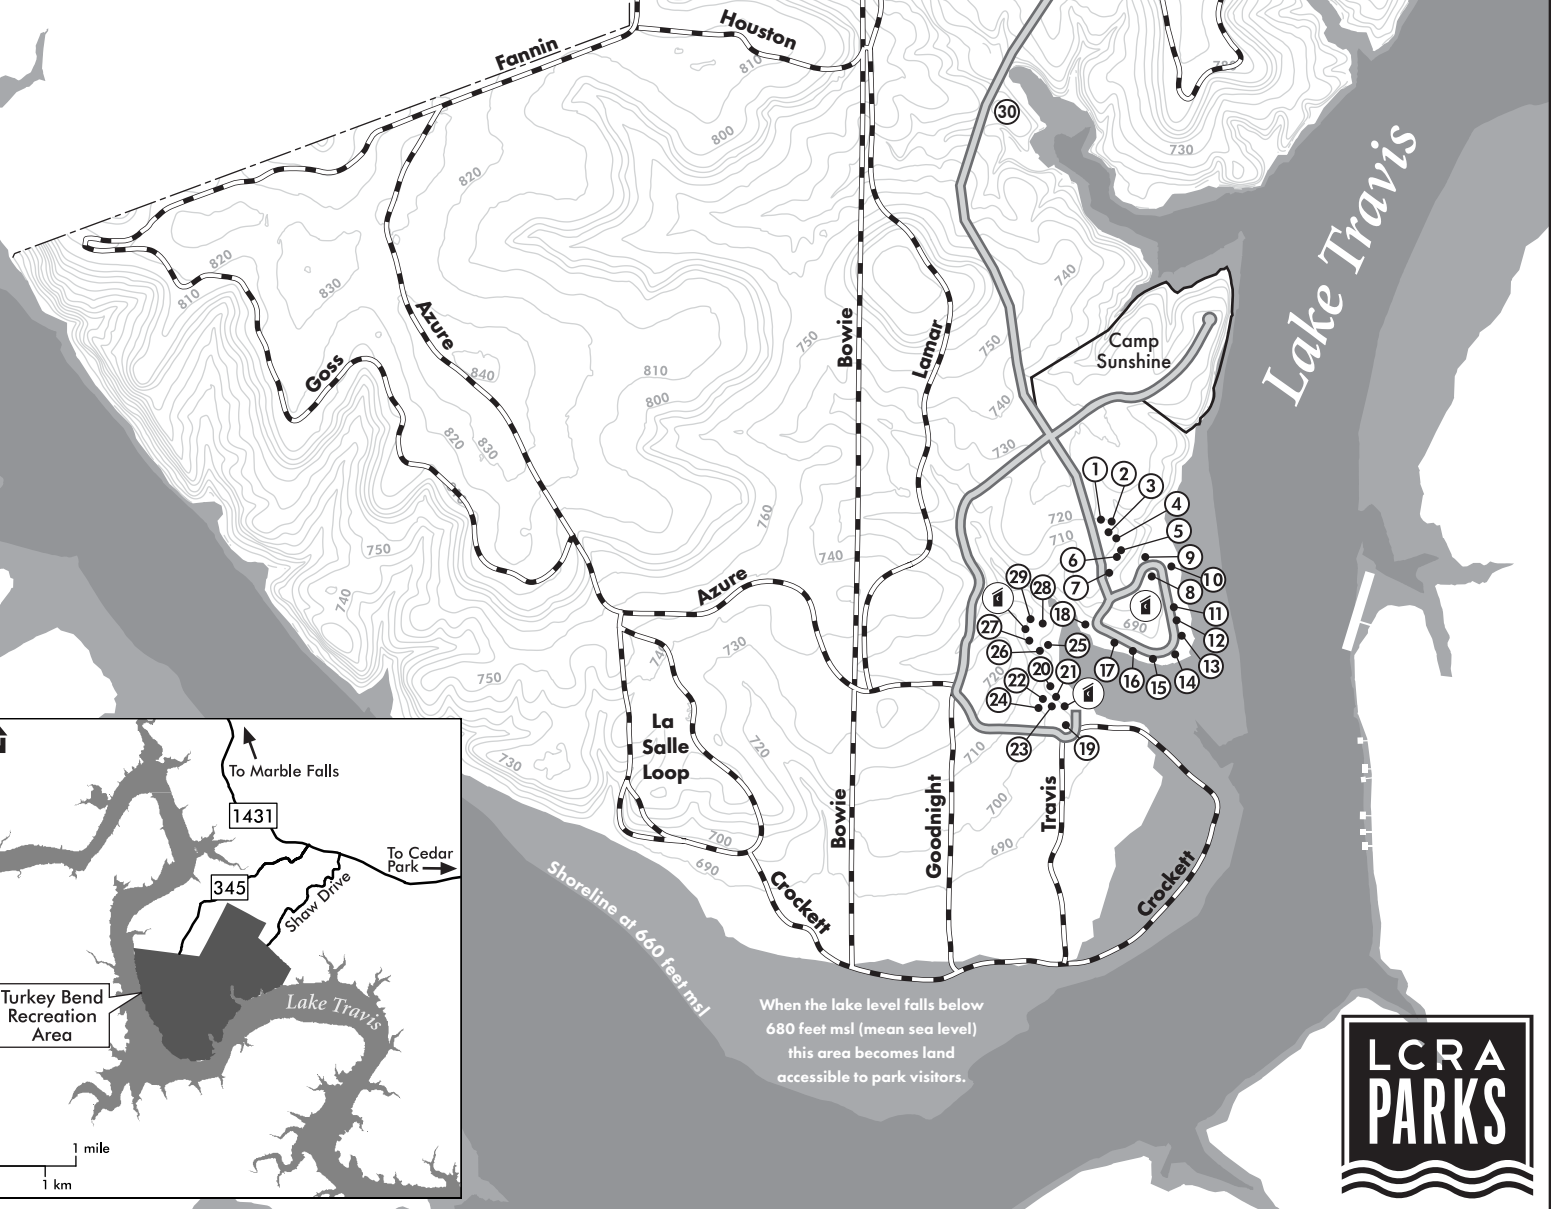 Houston
Fannin
810
780
30
800
730
820
Lake Travis
820
830
810
740
Azure
Bowie
750
Lamar
750
Camp
Sunshine
Goss
840
810
800
740
820
830
730
1
2
3
4
5
760
720
710
750
740
6
9
10
7
8
29
28
Azure
740
18
690
11
12
27
26
25
13
730
740
17
16
15
14
20
21
22
24
720
750
La
Salle
Loop
720
23
19
710
730
Bowie
Goodnight
Travis
700
690
700
690
Crockett
Crockett
Shoreline at 660 feet msl
When the lake level falls below
680 feet msl (mean sea level)
this area becomes land
accessible to park visitors.
To Marble Falls
1431
To Cedar
Park
345
Shaw Drive
Turkey Bend
Recreation
Area
Lake Travis
1 mile
1 km
LCRA
PARKS